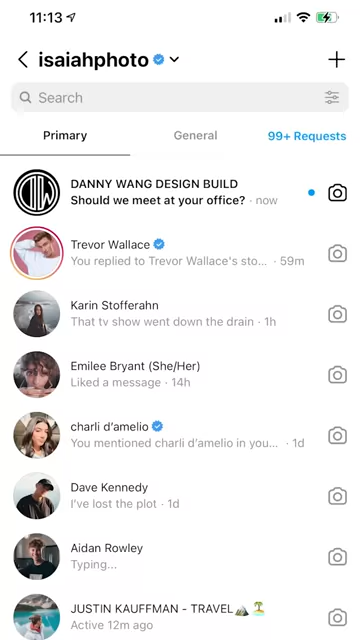 11:13
isaiahphoto
Search
Primary
General
99+ Requests
DANNY WANG DESIGN BUILD
Should we meet at your office? · now
Trevor Wallace
You replied to Trevor Wallace's sto... · 59m
Karin Stofferahn
That tv show went down the drain · 1h
Emilee Bryant (She/Her)
Liked a message · 14h
charli d'amelio
You mentioned charli d'amelio in you... · 1d
Dave Kennedy
I've lost the plot · 1d
Aidan Rowley
Typing...
JUSTIN KAUFFMAN - TRAVEL🏔️🏝️
Active 12m ago